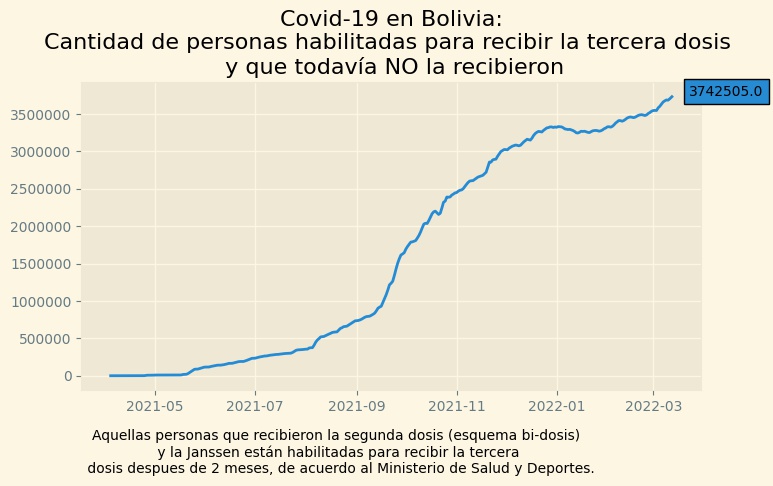 Covid-19 en Bolivia:
Cantidad de personas habilitadas para recibir la tercera dosis
y que todavía NO la recibieron
3742505.0
3500000
3000000
2500000
2000000
1500000
1000000
500000
0
2021-05 2021-07 2021-09 2021-11 2022-01 2022-03
Aquellas personas que recibieron la segunda dosis (esquema bi-dosis)
y la Janssen están habilitadas para recibir la tercera
dosis despues de 2 meses, de acuerdo al Ministerio de Salud y Deportes.